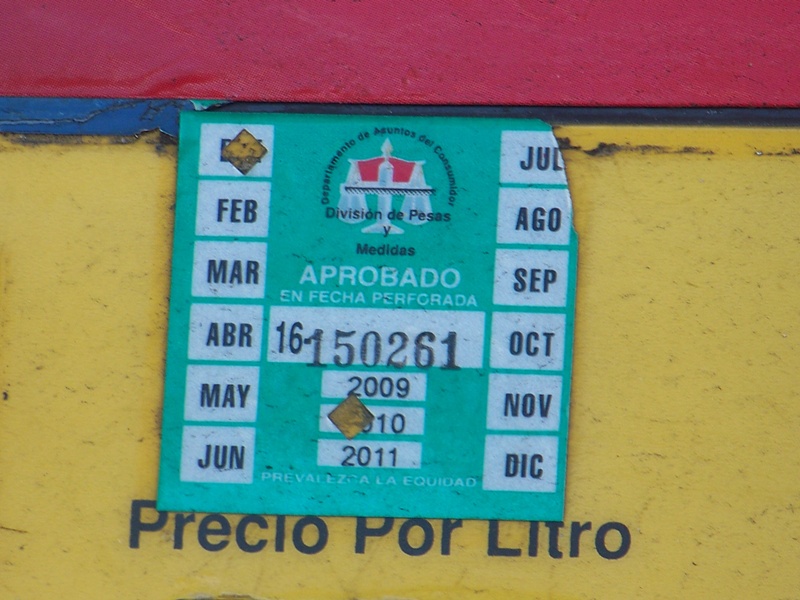 Departamento de Asuntos del Consumidor
División de Pesas
y
Medidas
APROBADO
EN FECHA PERFORADA
16-150261
2009
2011
PREVALEZCA LA EQUIDAD
FEB
MAR
ABR
MAY
JUN
JUL
AGO
SEP
OCT
NOV
DIC
Precio Por Litro